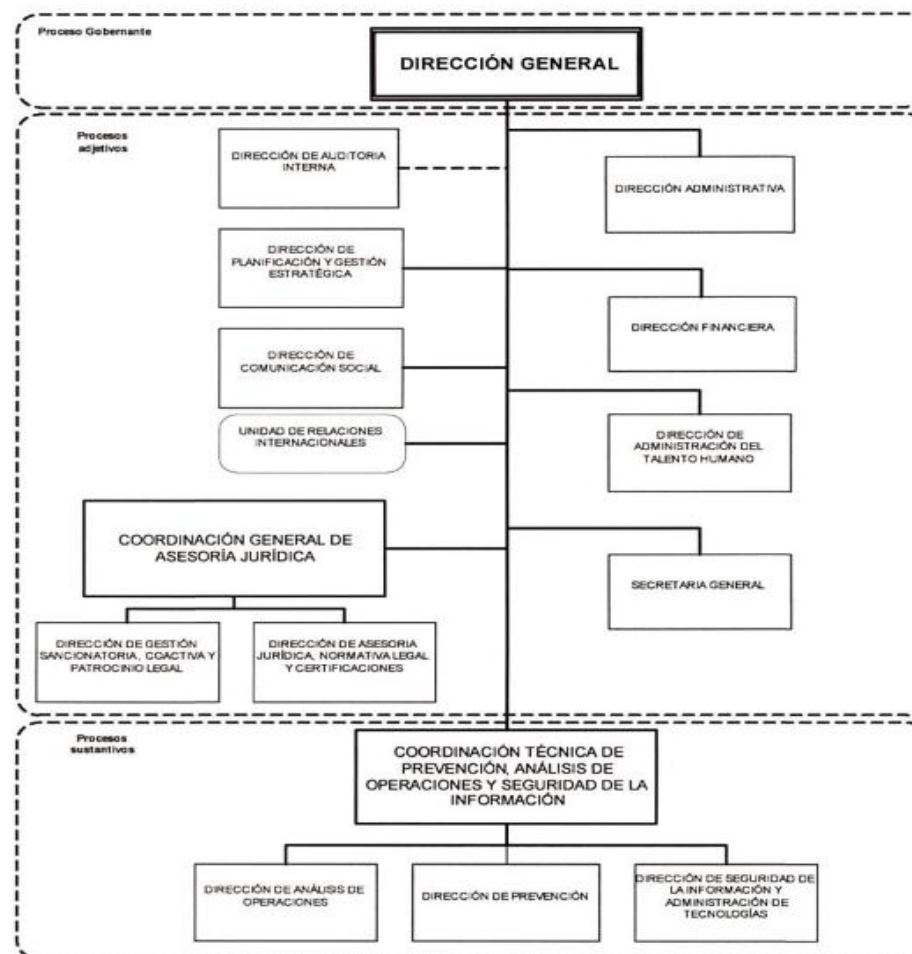 Proceso Gobernante
DIRECCIÓN GENERAL
Procesos
adjetivos
DIRECCIÓN DE AUDITORIA
INTERNA
DIRECCIÓN ADMINISTRATIVA
DIRECCIÓN DE
PLANIFICACIÓN Y GESTIÓN
ESTRATÉGICA
DIRECCIÓN FINANCIERA
DIRECCIÓN DE
COMUNICACIÓN SOCIAL
UNIDAD DE RELACIONES
INTERNACIONALES
DIRECCIÓN DE
ADMINISTRACIÓN DEL
TALENTO HUMANO
COORDINACIÓN GENERAL DE
ASESORÍA JURÍDICA
SECRETARIA GENERAL
DIRECCIÓN DE GESTIÓN
SANCIONATORIA, COACTIVA Y
PATROCINIO LEGAL
DIRECCIÓN DE ASESORIA
JURÍDICA, NORMATIVA LEGAL
Y CERTIFICACIONES
Procesos
sustantivos
COORDINACIÓN TÉCNICA DE
PREVENCIÓN, ANÁLISIS DE
OPERACIONES Y SEGURIDAD DE LA
INFORMACIÓN
DIRECCIÓN DE ANÁLISIS DE
OPERACIONES
DIRECCIÓN DE PREVENCIÓN
DIRECCIÓN DE SEGURIDAD DE
LA INFORMACIÓN Y
ADMINISTRACIÓN DE
TECNOLOGÍAS